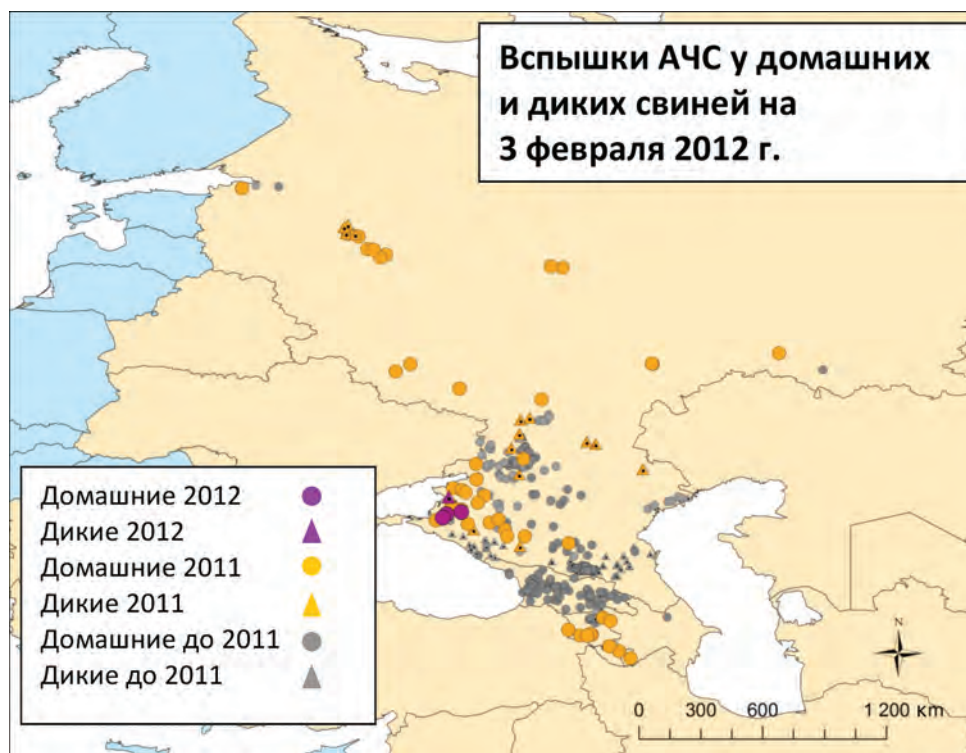 Вспышки АЧС у домашних
и диких свиней на
3 февраля 2012 г.
Домашние 2012
Дикие 2012
Домашние 2011
Дикие 2011
Домашние до 2011
Дикие до 2011
N
0 300 600 1 200 km